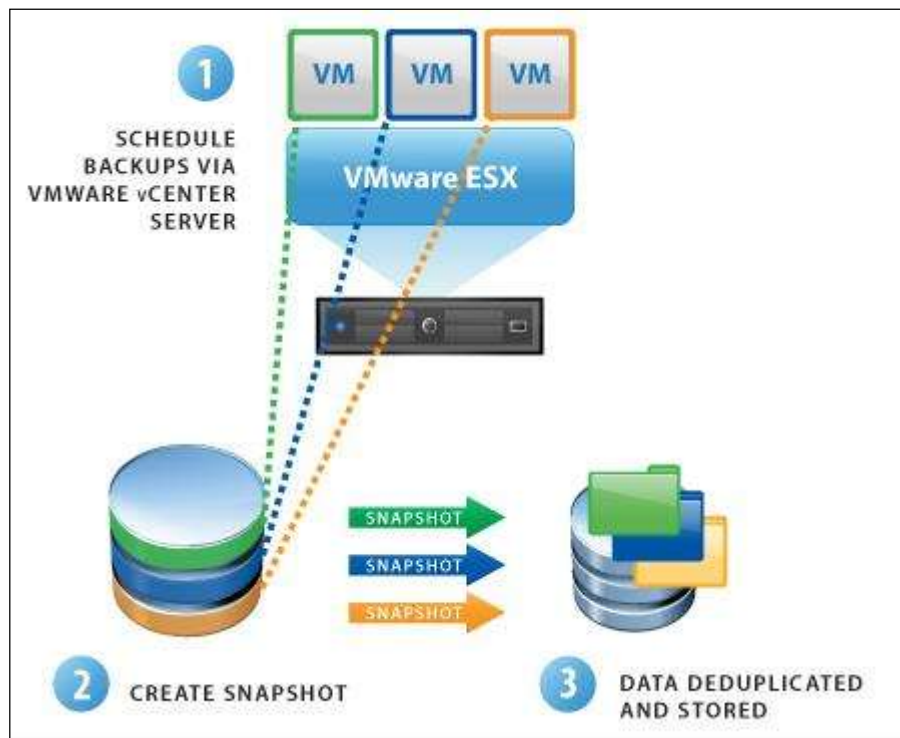 1
VM
VM
VM
SCHEDULE
BACKUPS VIA
VMWARE vCENTER
SERVER
VMware ESX
SNAPSHOT
SNAPSHOT
SNAPSHOT
2
CREATE SNAPSHOT
3
DATA DEDUPLICATED
AND STORED